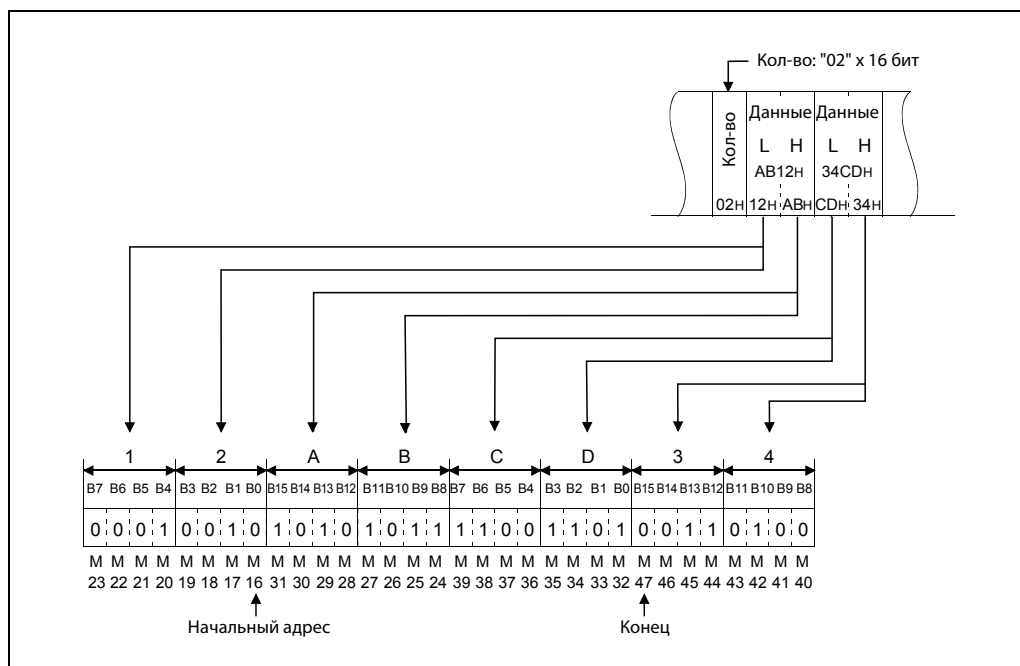 Кол-во: "02" x 16 бит
Кол-во
Данные Данные
L H L H
AB12H 34CDH
02H 12H ABH CDH 34H
1 2 A B C D 3 4
B7 B6 B5 B4 B3 B2 B1 B0 B15 B14 B13 B12 B11 B10 B9 B8 B7 B6 B5 B4 B3 B2 B1 B0 B15 B14 B13 B12 B11 B10 B9 B8
0 0 0 1 0 0 1 0 1 0 1 0 1 0 1 1 1 1 0 0 1 1 0 1 0 0 1 1 0 1 0 0
M M M M M M M M M M M M M M M M M M M M M M M M M M M M M M M M
23 22 21 20 19 18 17 16 31 30 29 28 27 26 25 24 39 38 37 36 35 34 33 32 47 46 45 44 43 42 41 40
Начальный адрес Конец